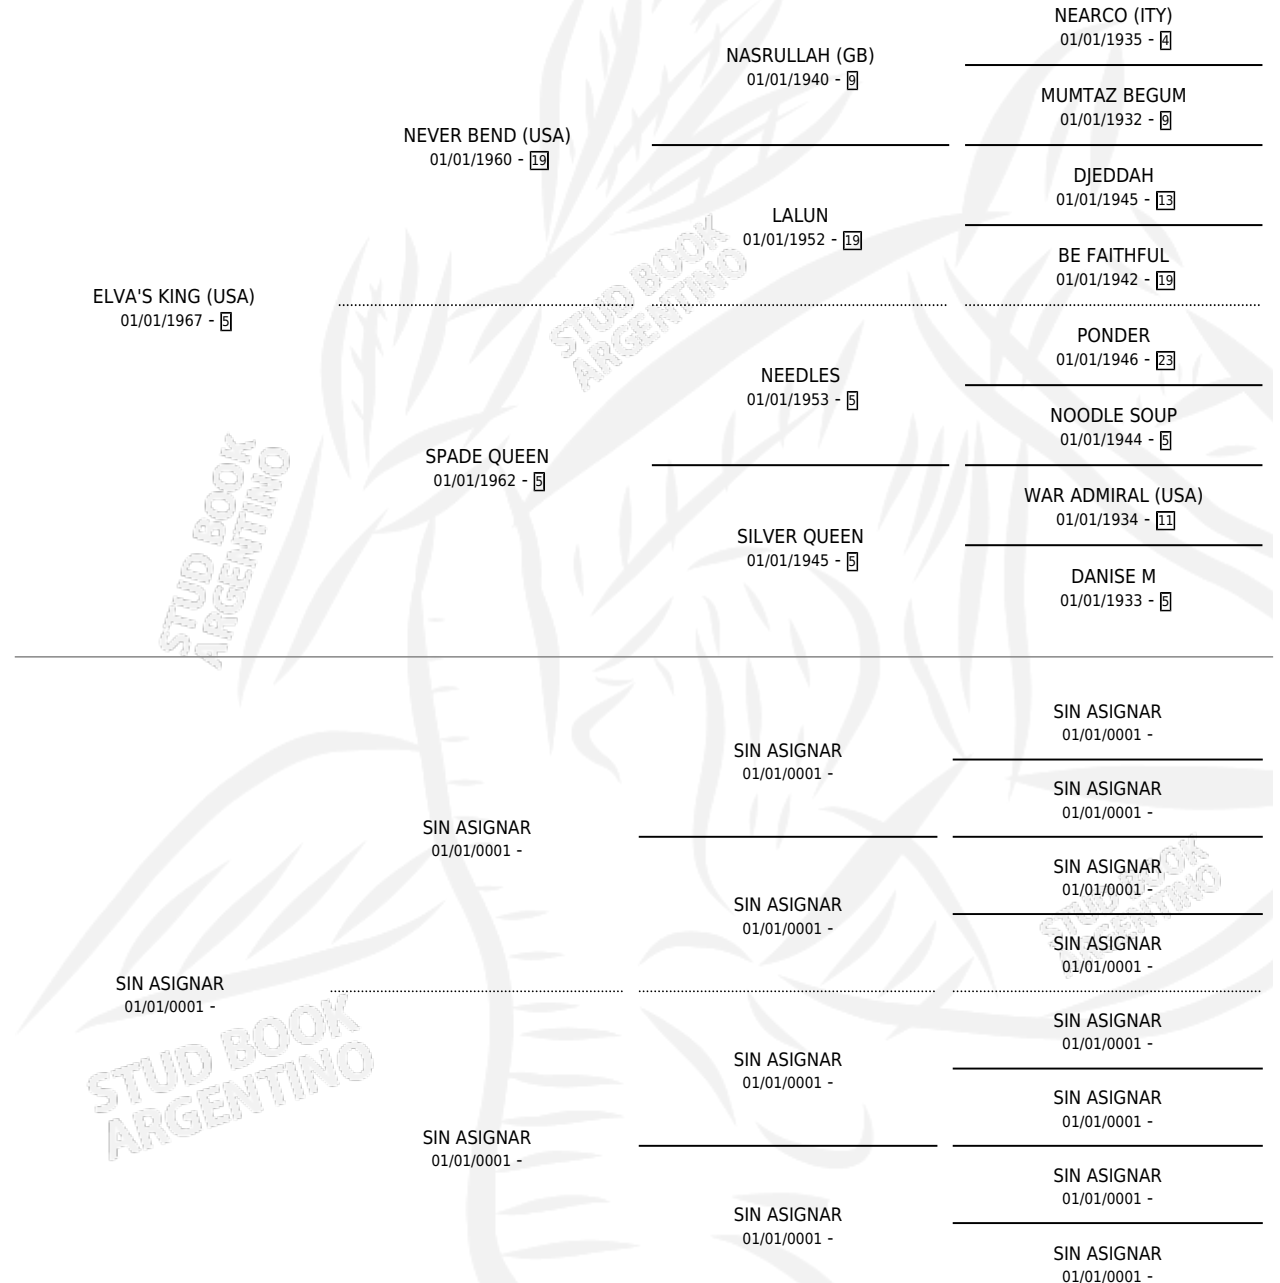 NEARCO (ITY)
01/01/1935 - 4
NASRULLAH (GB)
01/01/1940 - 9
MUMTAZ BEGUM
01/01/1932 - 9
NEVER BEND (USA)
01/01/1960 - 19
DJEDDAH
01/01/1945 - 13
LALUN
01/01/1952 - 19
BE FAITHFUL
01/01/1942 - 19
ELVA'S KING (USA)
01/01/1967 - 5
PONDER
01/01/1946 - 23
NEEDLES
01/01/1953 - 5
NOODLE SOUP
01/01/1944 - 5
SPADE QUEEN
01/01/1962 - 5
WAR ADMIRAL (USA)
01/01/1934 - 11
SILVER QUEEN
01/01/1945 - 5
DANISE M
01/01/1933 - 5
STUD BOOK
ARGENTINO
STUD BOOK
ARGENTINO
SIN ASIGNAR
01/01/0001 -
SIN ASIGNAR
01/01/0001 -
SIN ASIGNAR
01/01/0001 -
SIN ASIGNAR
01/01/0001 -
SIN ASIGNAR
01/01/0001 -
SIN ASIGNAR
01/01/0001 -
SIN ASIGNAR
01/01/0001 -
SIN ASIGNAR
01/01/0001 -
SIN ASIGNAR
01/01/0001 -
SIN ASIGNAR
01/01/0001 -
SIN ASIGNAR
01/01/0001 -
SIN ASIGNAR
01/01/0001 -
SIN ASIGNAR
01/01/0001 -
SIN ASIGNAR
01/01/0001 -
SIN ASIGNAR
01/01/0001 -
STUD BOOK
ARGENTINO
STUD BOOK
ARGENTINO